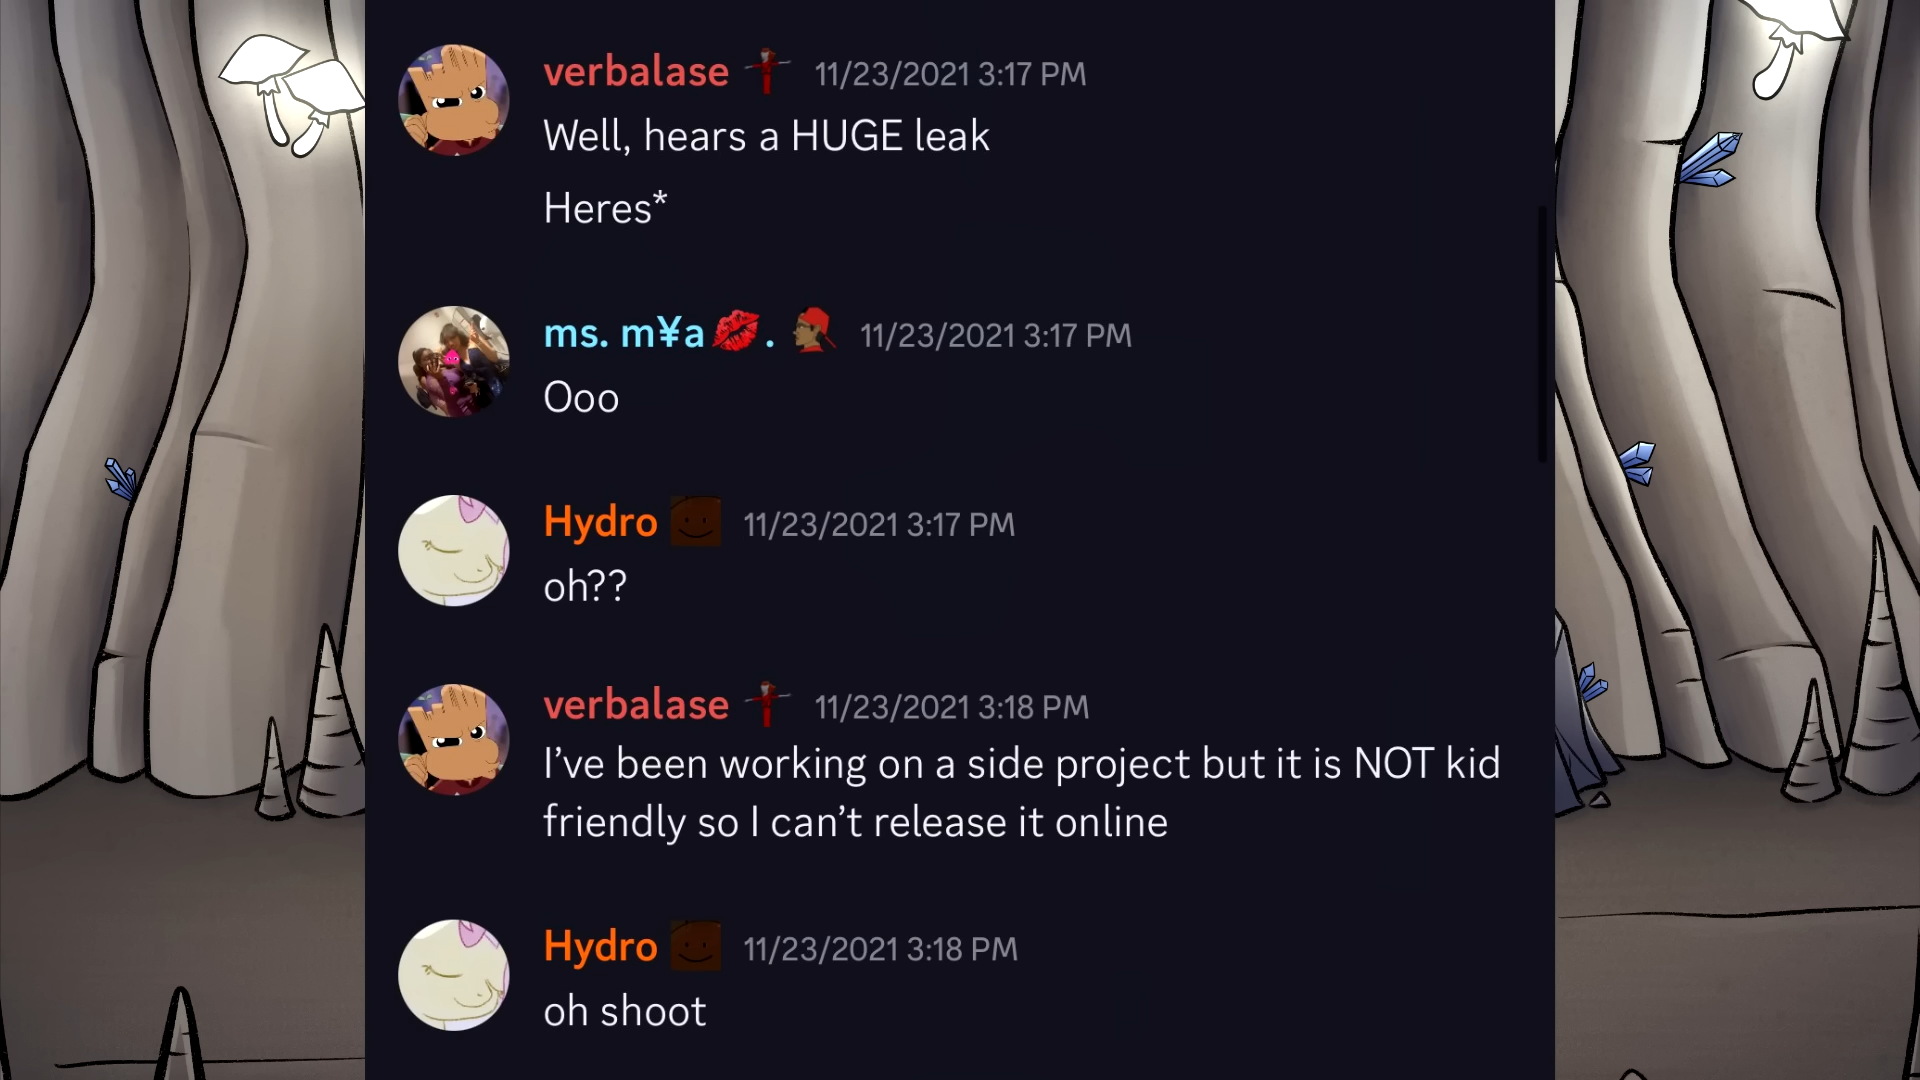 verbalase 11/23/2021 3:17 PM
Well, hears a HUGE leak
Heres*
ms. m¥a💋. 11/23/2021 3:17 PM
Ooo
Hydro 11/23/2021 3:17 PM
oh??
verbalase 11/23/2021 3:18 PM
I’ve been working on a side project but it is NOT kid
friendly so I can’t release it online
Hydro 11/23/2021 3:18 PM
oh shoot